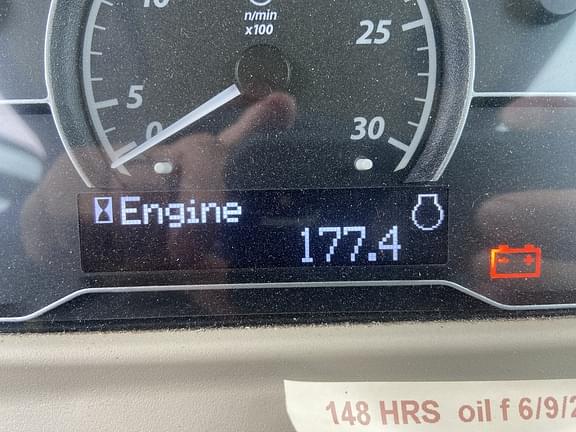 10
n/min
x100
25
5
0
30
Engine
177.4
148 HRS oil f 6/9/2